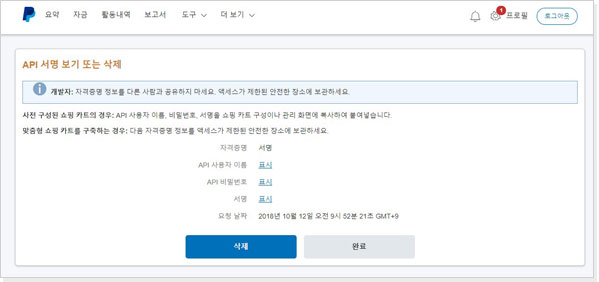 요약 자금 활동내역 보고서 도구 더 보기 1 프로필 로그아웃
API 서명 보기 또는 삭제
개발자: 자격증명 정보를 다른 사람과 공유하지 마세요. 액세스가 제한된 안전한 장소에 보관하세요.
사전 구성된 쇼핑 카트의 경우: API 사용자 이름, 비밀번호, 서명을 쇼핑 카트 구성이나 관리 화면에 복사하여 붙여넣습니다.
맞춤형 쇼핑 카트를 구축하는 경우: 다음 자격증명 정보를 액세스가 제한된 안전한 장소에 보관하세요.
자격증명 서명
API 사용자 이름 표시
API 비밀번호 표시
서명 표시
요청 날짜 2018년 10월 12일 오전 9시 52분 21초 GMT+9
삭제 완료